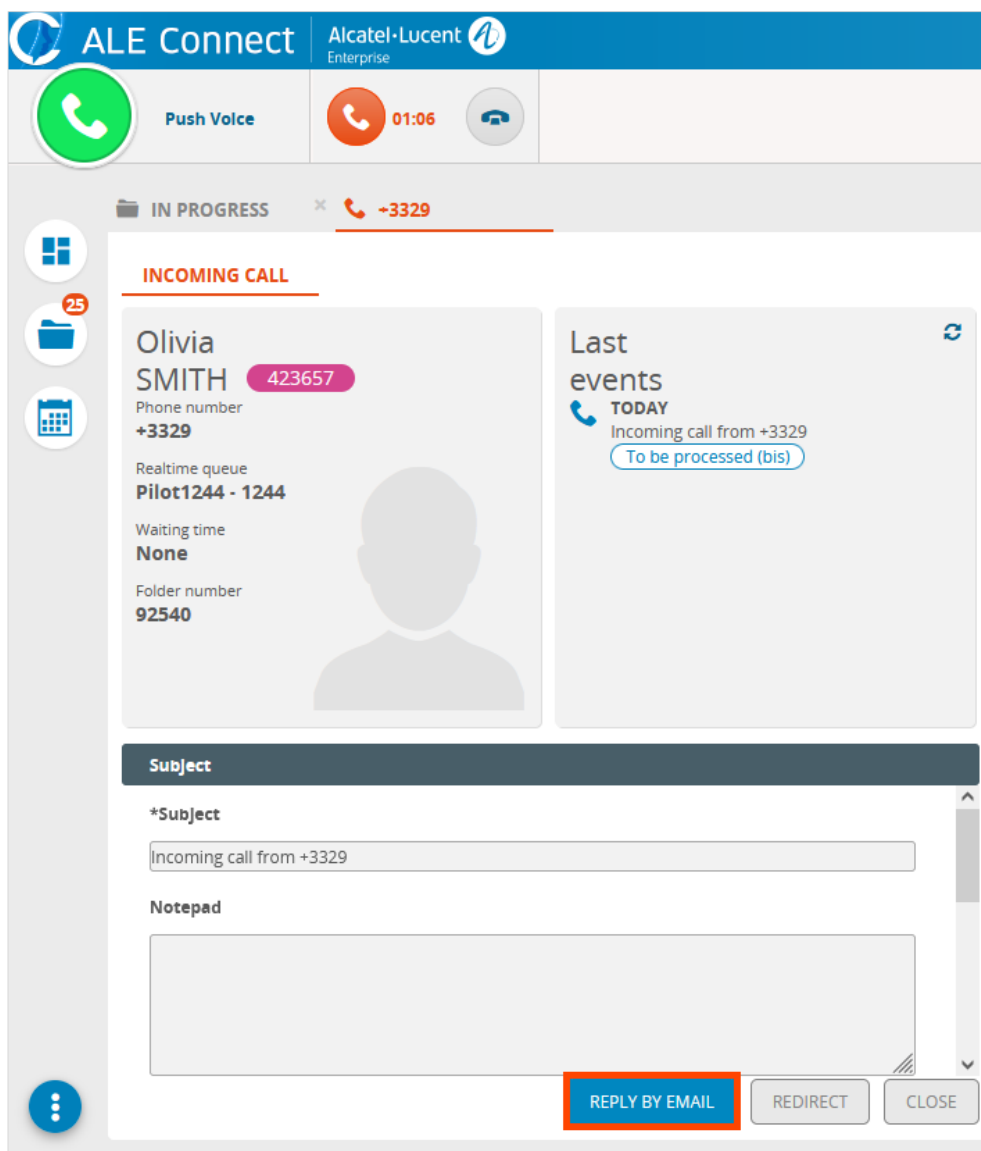 ALE Connect
Alcatel·Lucent
Enterprise
Push Voice
01:06
IN PROGRESS
× +3329
INCOMING CALL
25
Olivia
SMITH 423657
Phone number
+3329
Realtime queue
Pilot1244 - 1244
Waiting time
None
Folder number
92540
Last
events
TODAY
Incoming call from +3329
To be processed (bis)
Subject
*Subject
Incoming call from +3329
Notepad
REPLY BY EMAIL
REDIRECT
CLOSE